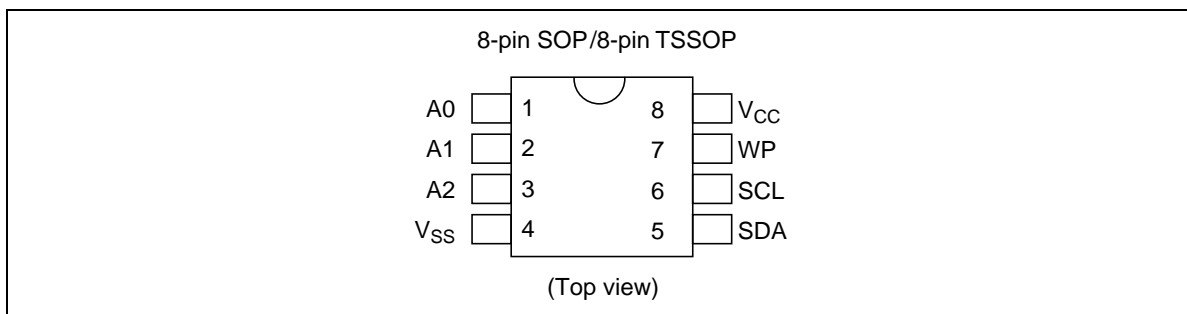 8-pin SOP/8-pin TSSOP
A0 1 8 VCC
A1 2 7 WP
A2 3 6 SCL
VSS 4 5 SDA
(Top view)